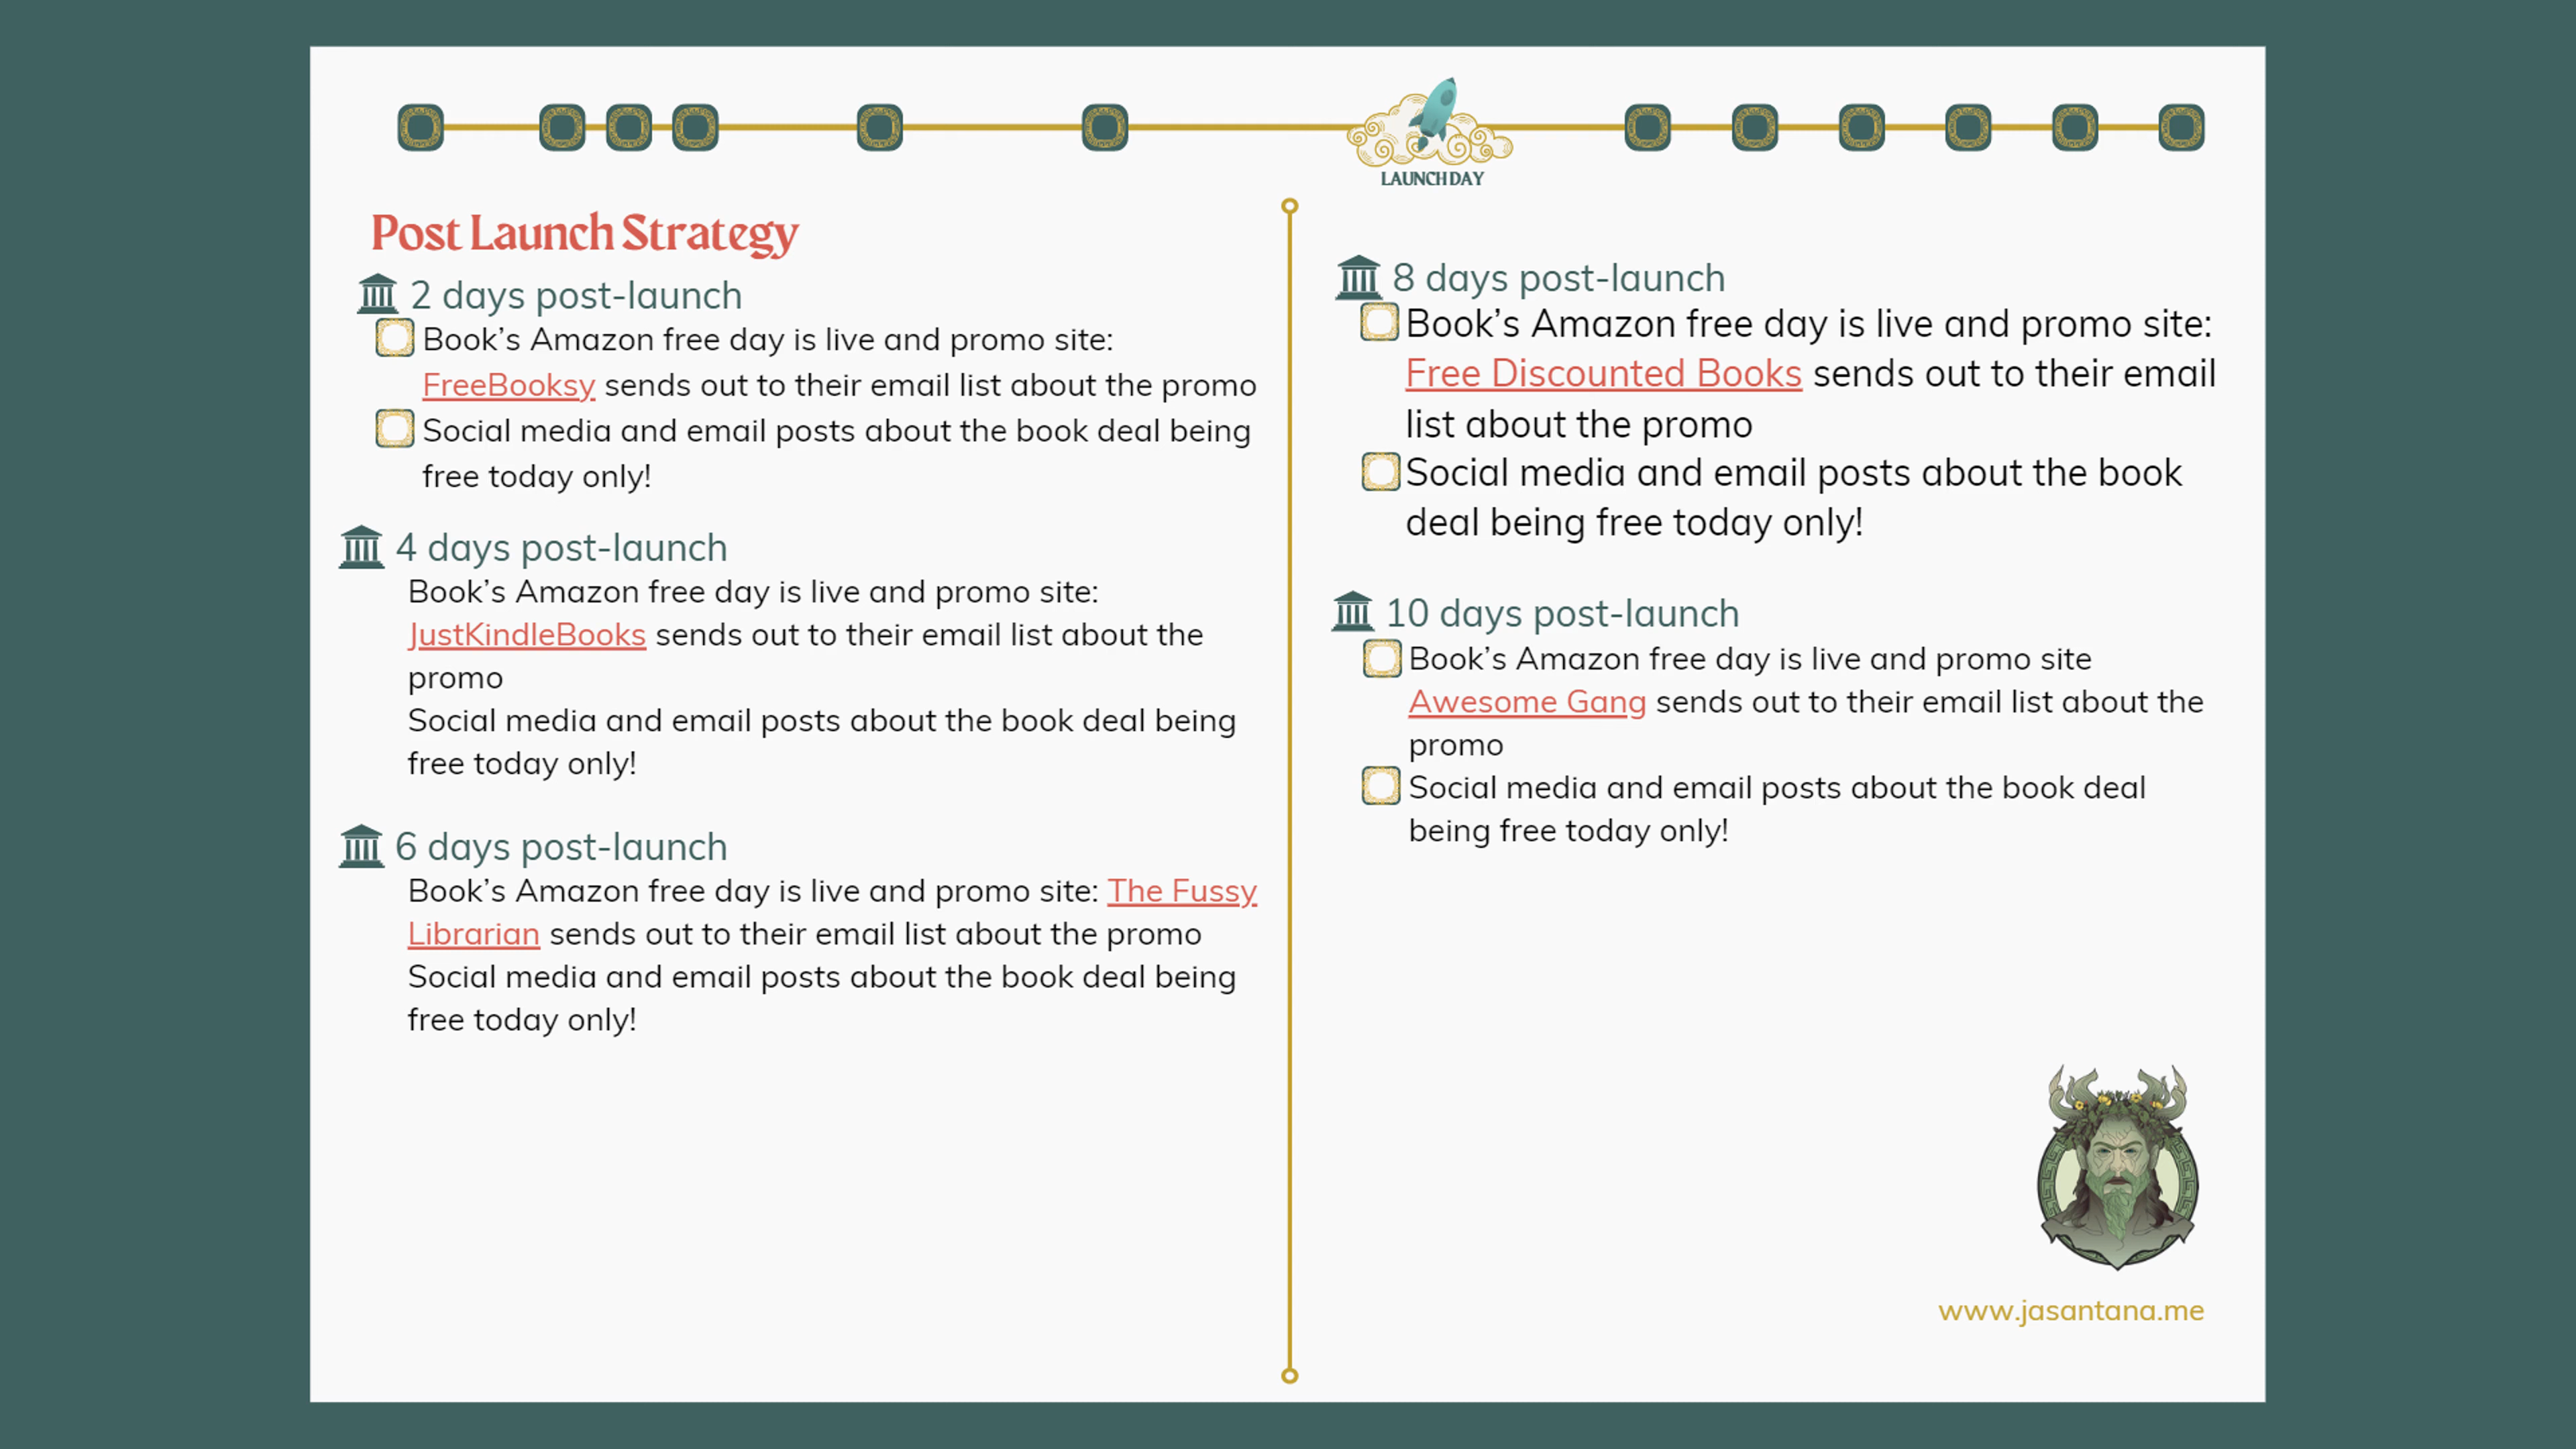 LAUNCH DAY
Post Launch Strategy
2 days post-launch
Book’s Amazon free day is live and promo site:
FreeBooksy sends out to their email list about the promo
Social media and email posts about the book deal being
free today only!
4 days post-launch
Book’s Amazon free day is live and promo site:
JustKindleBooks sends out to their email list about the
promo
Social media and email posts about the book deal being
free today only!
6 days post-launch
Book’s Amazon free day is live and promo site: The Fussy
Librarian sends out to their email list about the promo
Social media and email posts about the book deal being
free today only!
8 days post-launch
Book’s Amazon free day is live and promo site:
Free Discounted Books sends out to their email
list about the promo
Social media and email posts about the book
deal being free today only!
10 days post-launch
Book’s Amazon free day is live and promo site
Awesome Gang sends out to their email list about the
promo
Social media and email posts about the book deal
being free today only!
www.jasantana.me